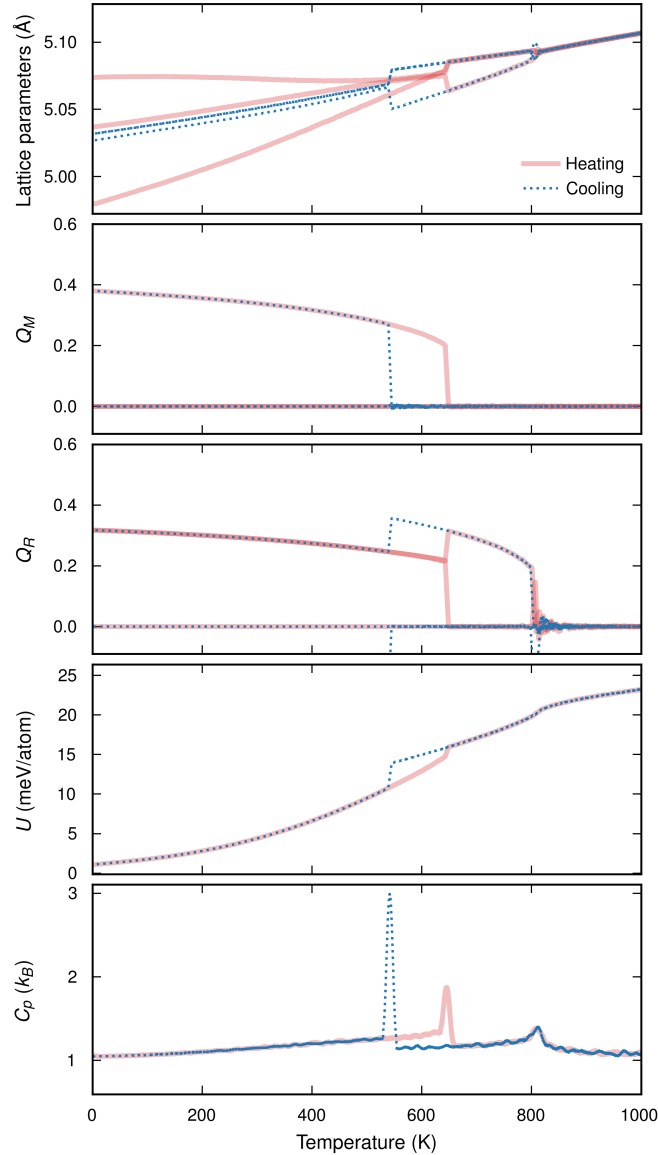 Lattice parameters (Å)
5.10
5.05
5.00
Heating
Cooling
Q_M
0.6
0.4
0.2
0.0
Q_R
0.6
0.4
0.2
0.0
U (meV/atom)
25
20
15
10
5
0
C_p (k_B)
3
2
1
0 200 400 600 800 1000
Temperature (K)